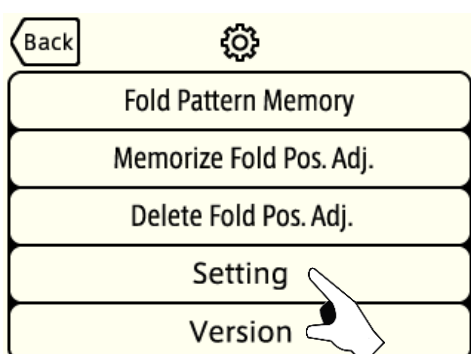 Back
Fold Pattern Memory
Memorize Fold Pos. Adj.
Delete Fold Pos. Adj.
Setting
Version